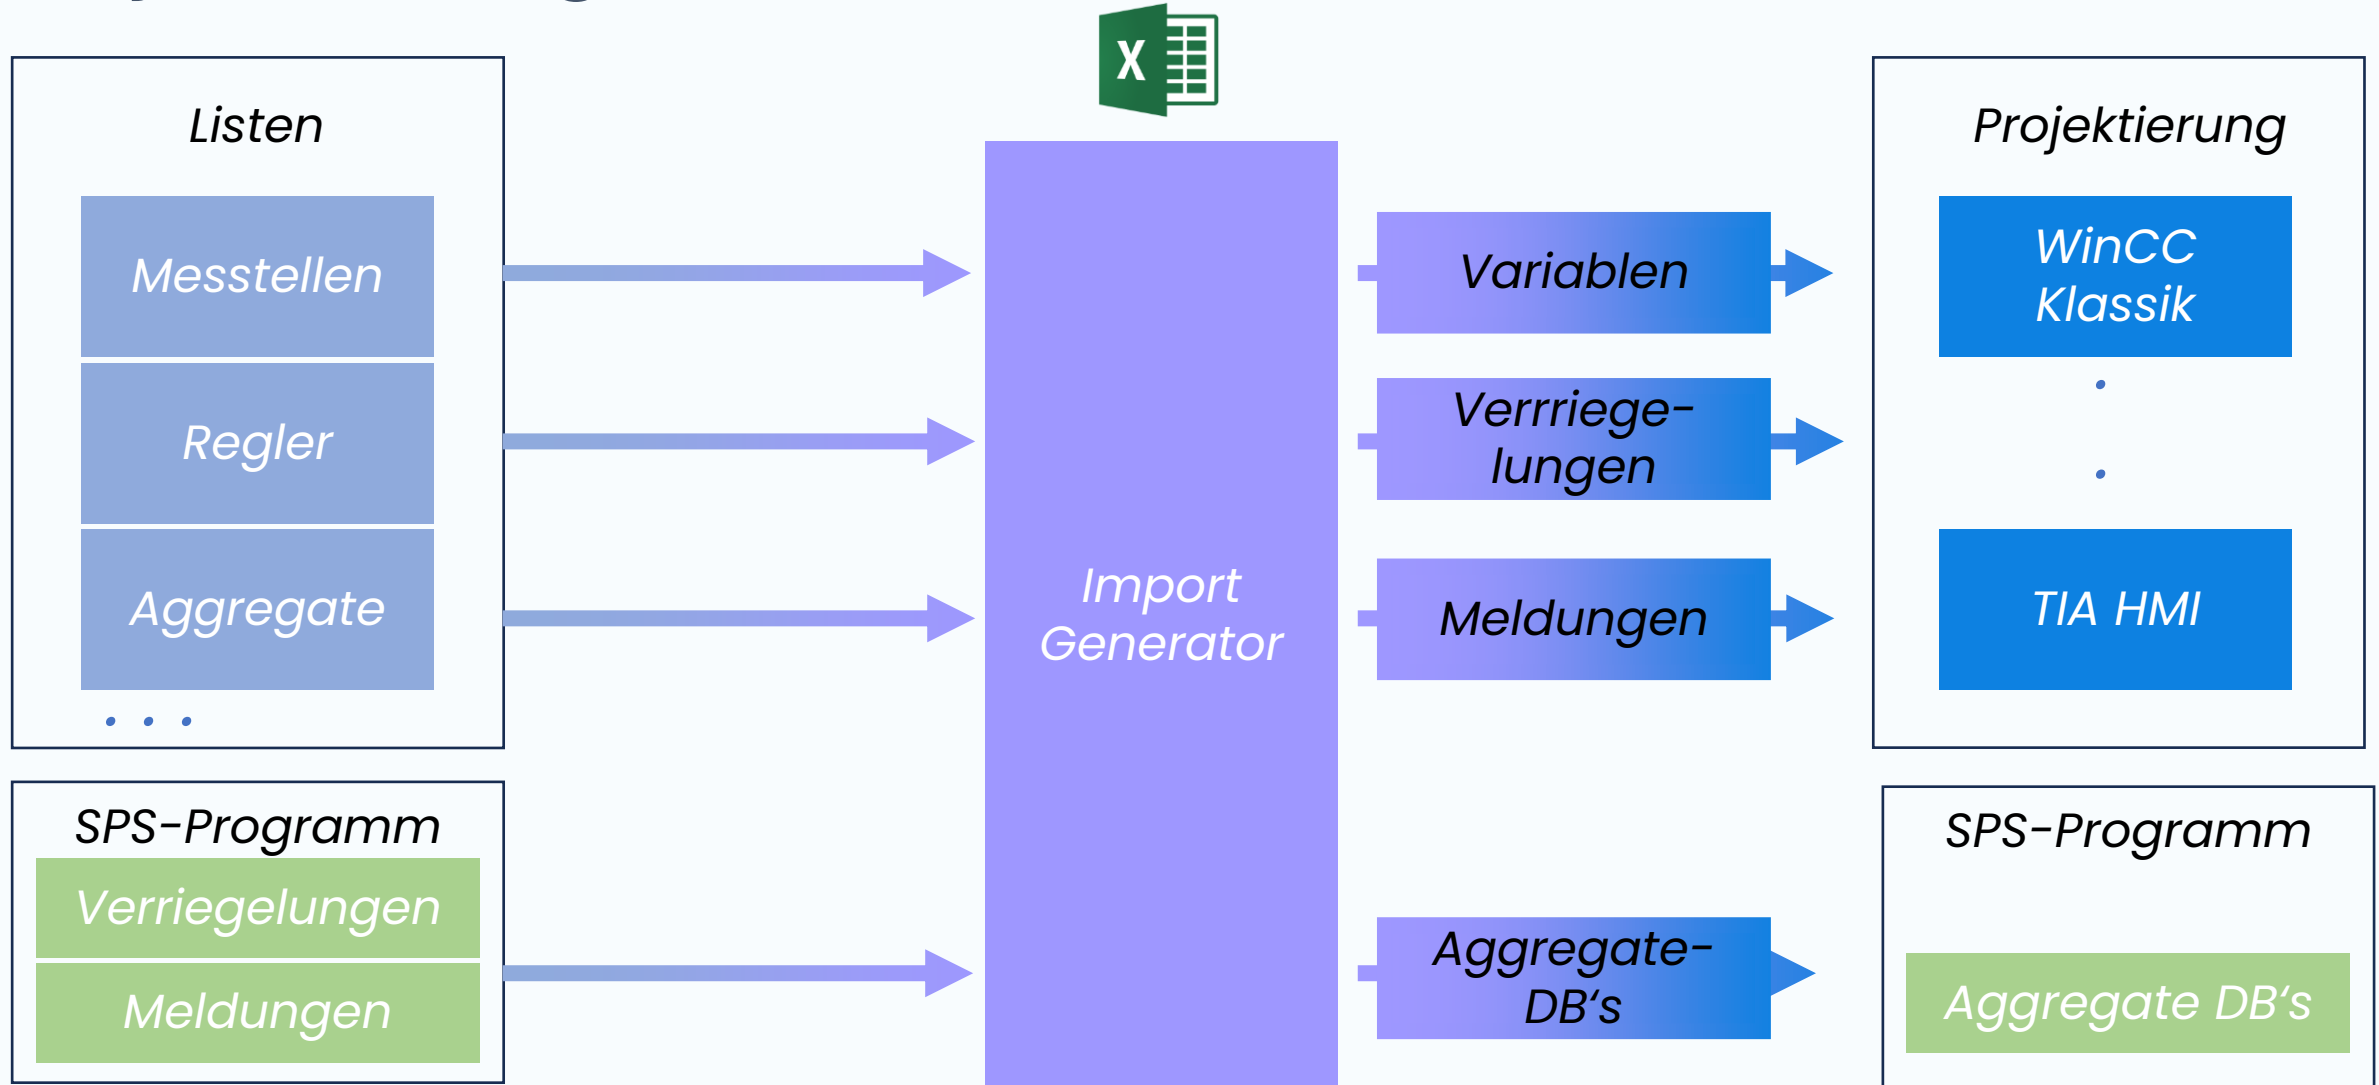 Listen
Messtellen
Regler
Aggregate
. . .
SPS-Programm
Verriegelungen
Meldungen
X
Import
Generator
Variablen
Verrriege-
lungen
Meldungen
Aggregate-
DB‘s
Projektierung
WinCC
Klassik
.
.
TIA HMI
SPS-Programm
Aggregate DB‘s